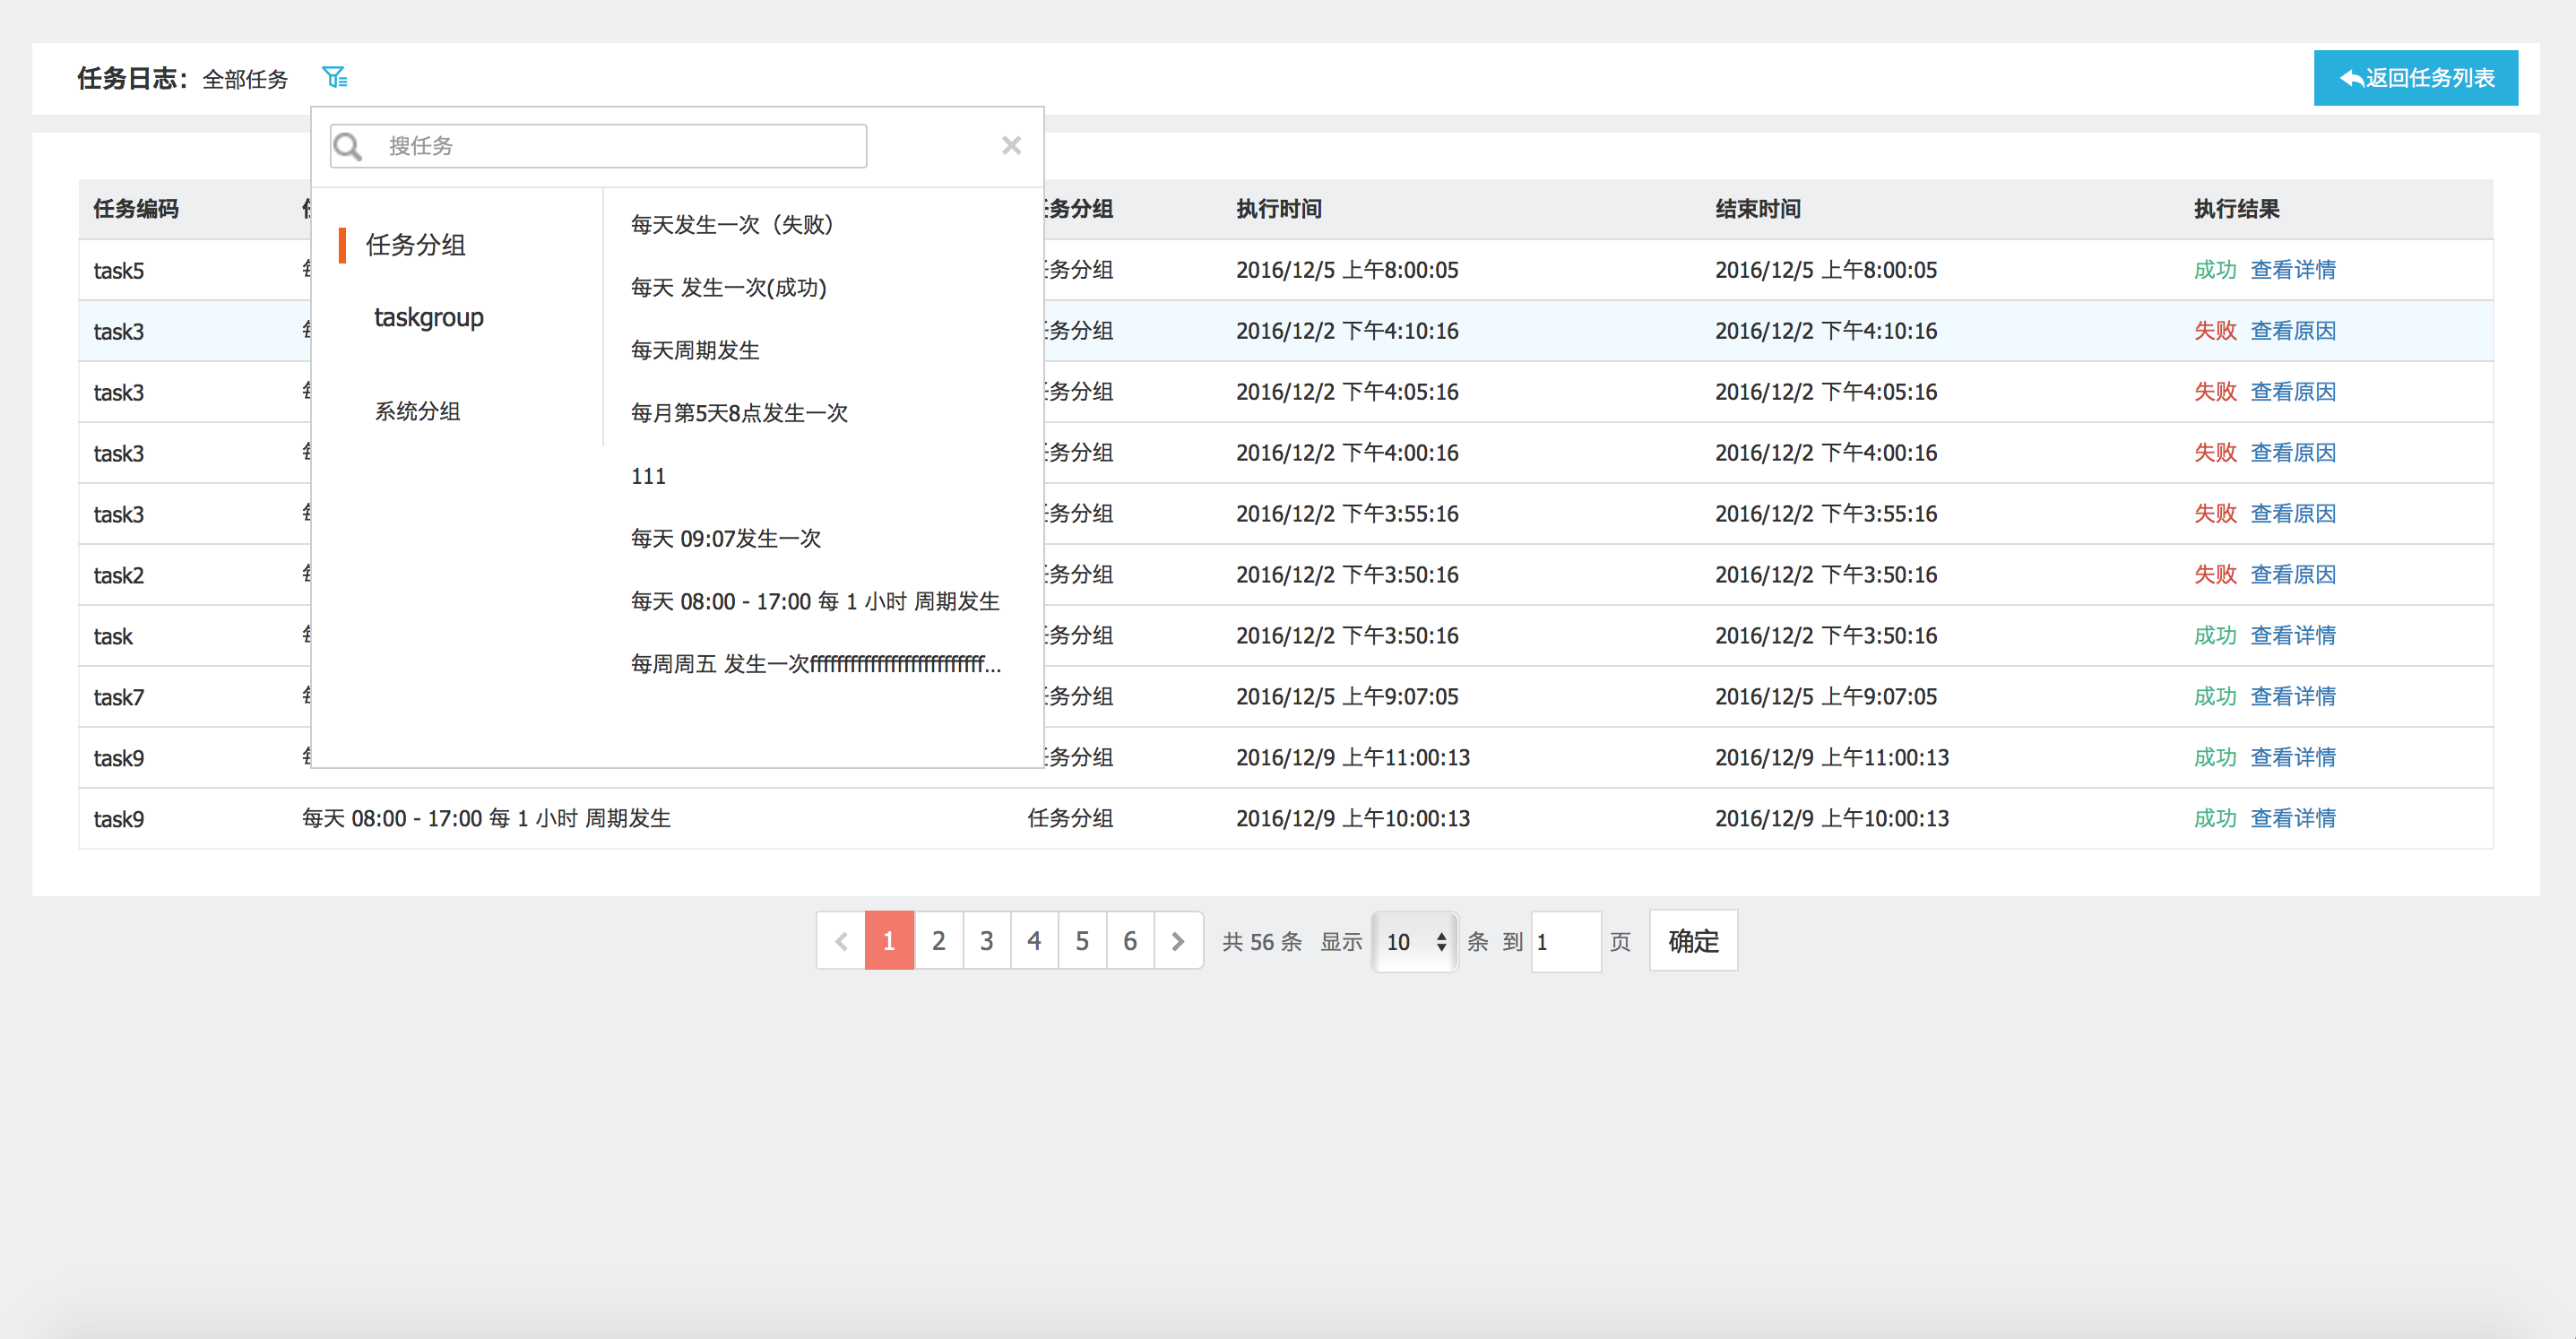 任务日志： 全部任务
返回任务列表
搜任务
任务分组
taskgroup
系统分组
每天发生一次（失败）
每天 发生一次(成功)
每天周期发生
每月第5天8点发生一次
111
每天 09:07发生一次
每天 08:00 - 17:00 每 1 小时 周期发生
每周周五 发生一次ffffffffffffffffffffffffff...
任务编码 任务分组 执行时间 结束时间 执行结果
task5 任务分组 2016/12/5 上午8:00:05 2016/12/5 上午8:00:05 成功 查看详情
task3 任务分组 2016/12/2 下午4:10:16 2016/12/2 下午4:10:16 失败 查看原因
task3 任务分组 2016/12/2 下午4:05:16 2016/12/2 下午4:05:16 失败 查看原因
task3 任务分组 2016/12/2 下午4:00:16 2016/12/2 下午4:00:16 失败 查看原因
task3 任务分组 2016/12/2 下午3:55:16 2016/12/2 下午3:55:16 失败 查看原因
task2 任务分组 2016/12/2 下午3:50:16 2016/12/2 下午3:50:16 失败 查看原因
task 任务分组 2016/12/2 下午3:50:16 2016/12/2 下午3:50:16 成功 查看详情
task7 任务分组 2016/12/5 上午9:07:05 2016/12/5 上午9:07:05 成功 查看详情
task9 任务分组 2016/12/9 上午11:00:13 2016/12/9 上午11:00:13 成功 查看详情
task9 每天 08:00 - 17:00 每 1 小时 周期发生 任务分组 2016/12/9 上午10:00:13 2016/12/9 上午10:00:13 成功 查看详情
1 2 3 4 5 6 共 56 条 显示 10 条 到 1 页 确定